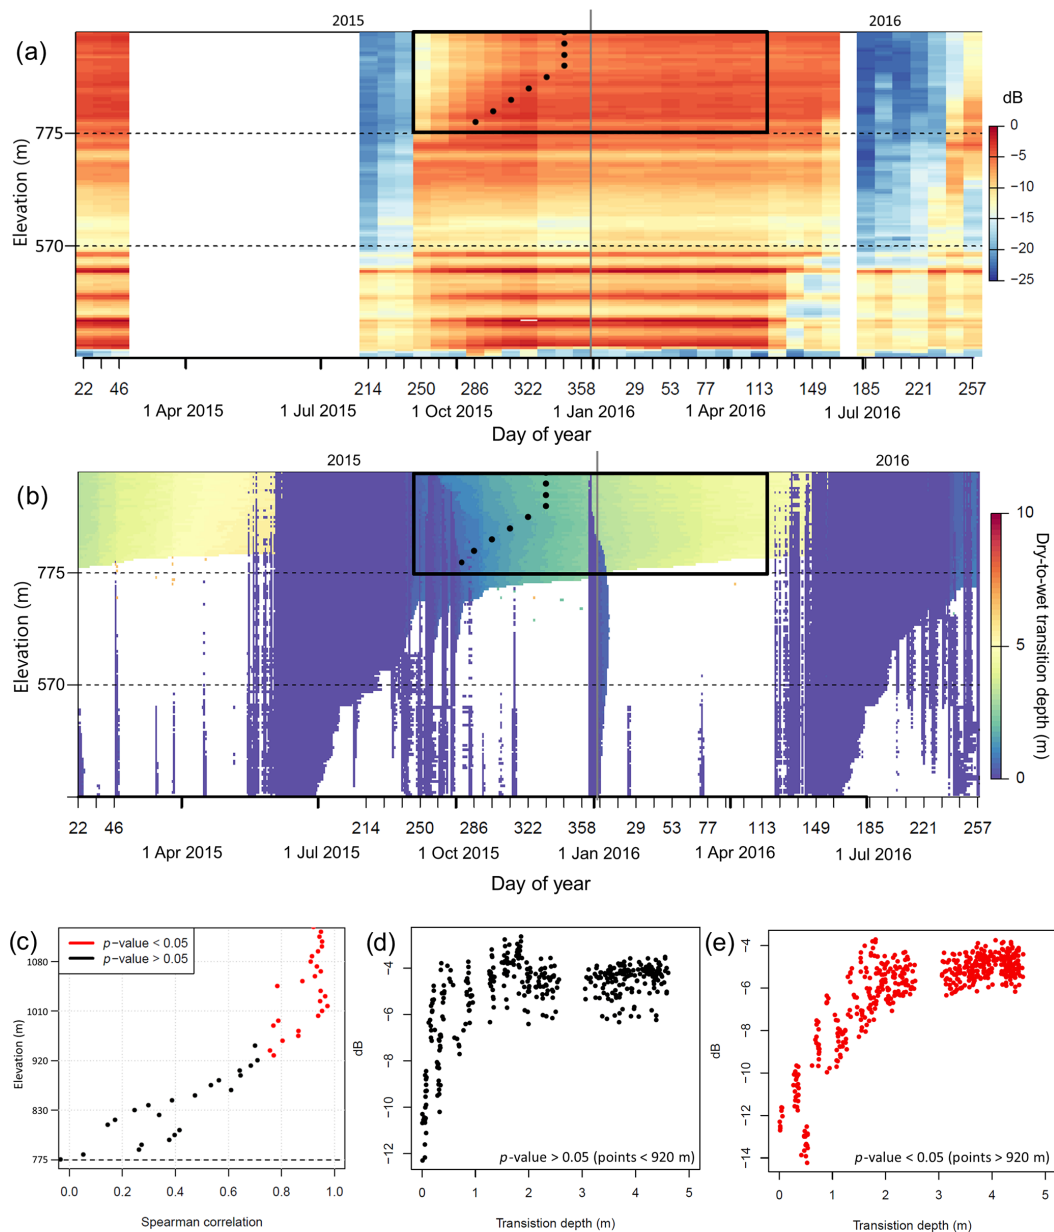 2015 2016
(a)
dB
775
0
−5
−10
−15
−20
−25
Elevation (m)
570
22 46 214 250 286 322 358 29 53 77 113 149 185 221 257
1 Apr 2015 1 Jul 2015 1 Oct 2015 1 Jan 2016 1 Apr 2016 1 Jul 2016
Day of year
2015 2016
(b)
775
Elevation (m)
570
10
5
0
Dry-to-wet transition depth (m)
22 46 214 250 286 322 358 29 53 77 113 149 185 221 257
1 Apr 2015 1 Jul 2015 1 Oct 2015 1 Jan 2016 1 Apr 2016 1 Jul 2016
Day of year
(c)
p−value < 0.05
p−value > 0.05
1080
1010
920
830
775
Elevation (m)
0.0 0.2 0.4 0.6 0.8 1.0
Spearman correlation
(d)
−4
−6
−8
−10
−12
dB
p-value > 0.05 (points < 920 m)
0 1 2 3 4 5
Transistion depth (m)
(e)
−4
−6
−8
−10
−12
−14
dB
p-value < 0.05 (points > 920 m)
0 1 2 3 4 5
Transistion depth (m)